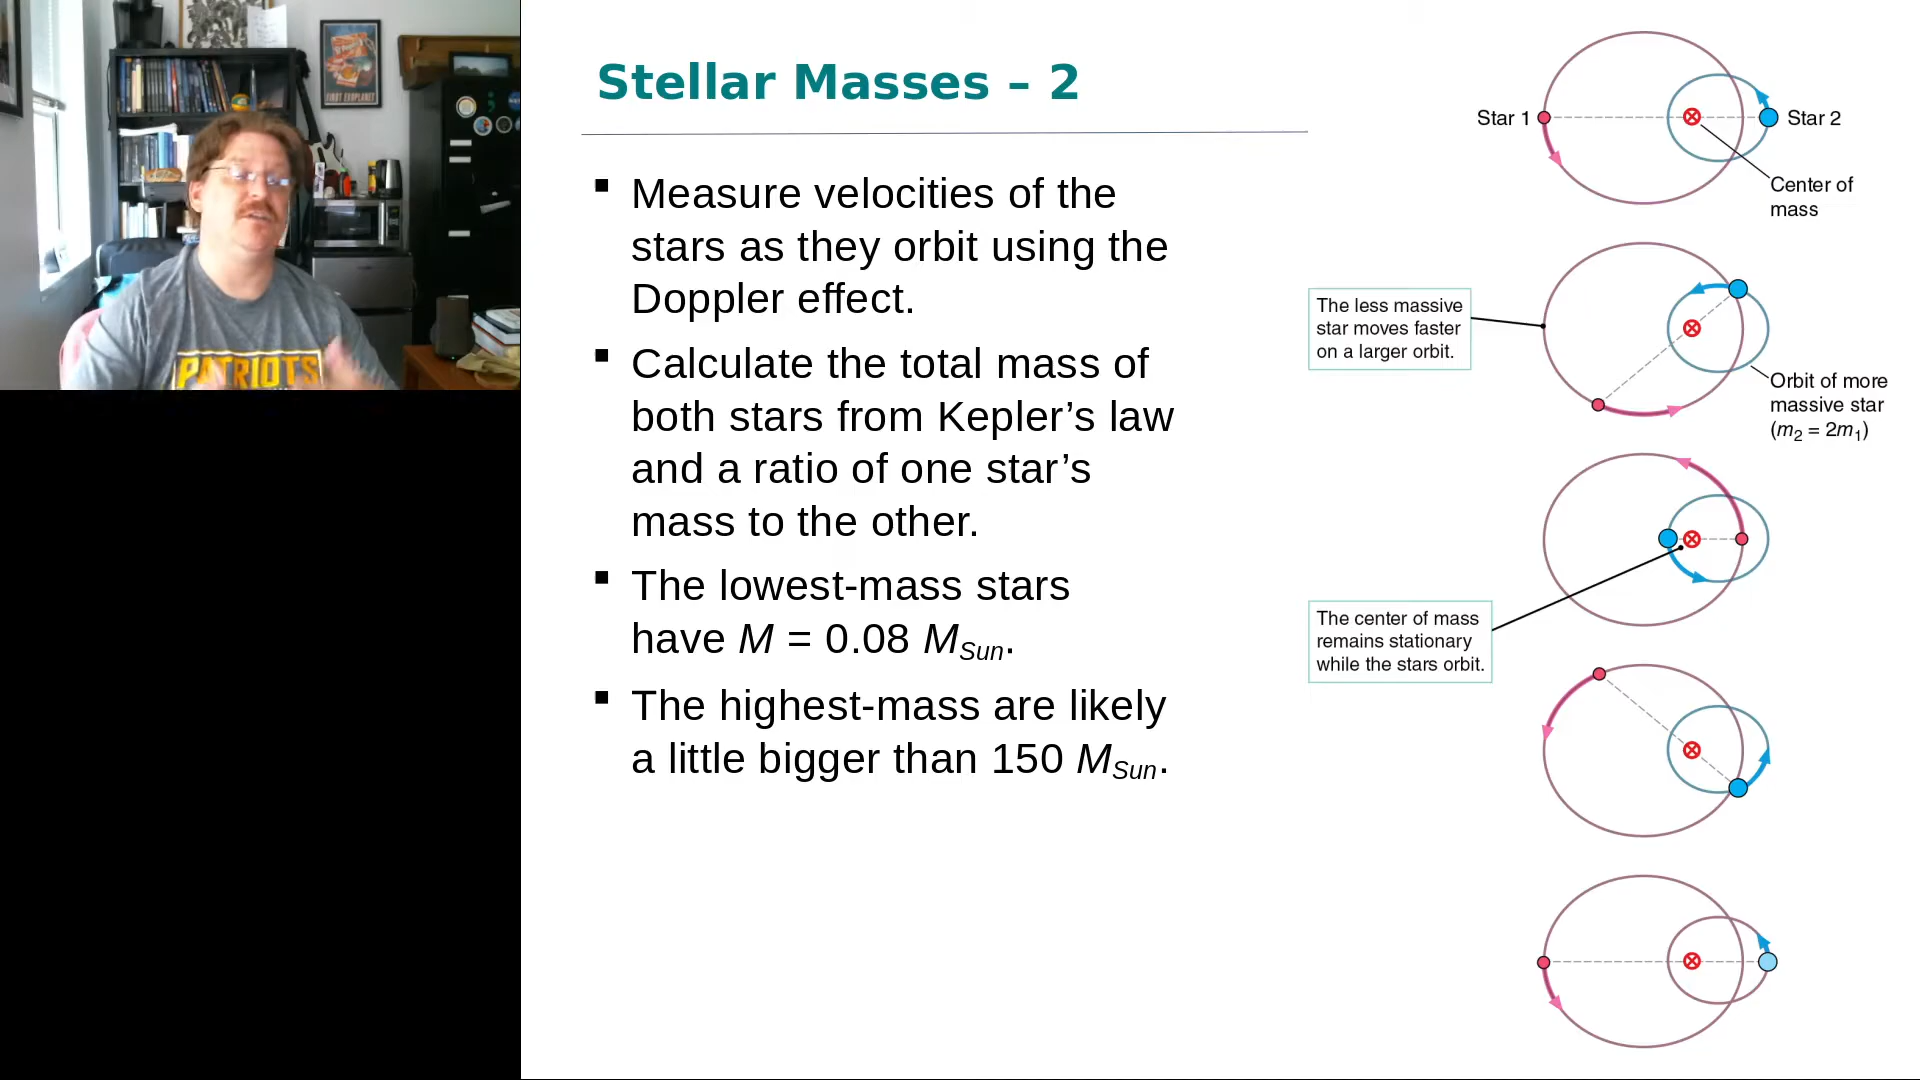 PATRIOTS
FIRST EXOPLANET
Stellar Masses – 2
▪ Measure velocities of the
stars as they orbit using the
Doppler effect.
▪ Calculate the total mass of
both stars from Kepler’s law
and a ratio of one star’s
mass to the other.
▪ The lowest-mass stars
have M = 0.08 M_Sun.
▪ The highest-mass are likely
a little bigger than 150 M_Sun.
Star 1
Star 2
Center of
mass
The less massive
star moves faster
on a larger orbit.
Orbit of more
massive star
(m₂ = 2m₁)
The center of mass
remains stationary
while the stars orbit.